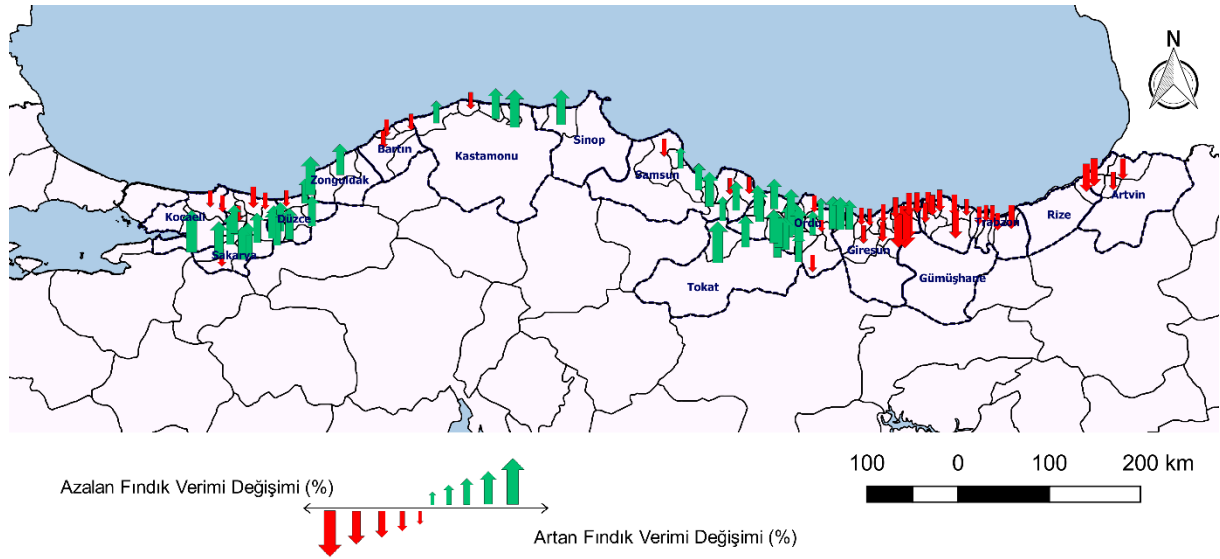 N
Bartın
Sinop
Kastamonu
Zonguldak
Samsun
Artvin
Kocaeli
Düzce
Ordu
Trabzon
Rize
Sakarya
Giresun
Gümüşhane
Tokat
100 0 100 200 km
Azalan Fındık Verimi Değişimi (%)
Artan Fındık Verimi Değişimi (%)